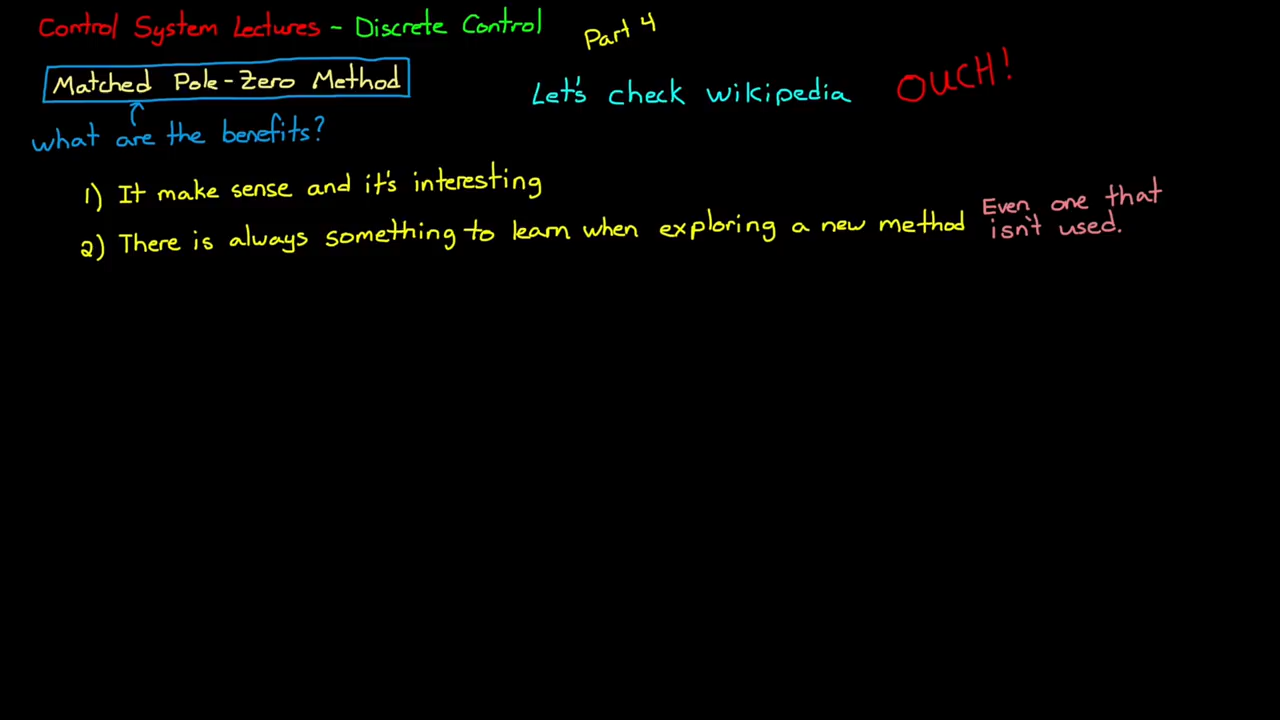 Control System Lectures - Discrete Control
Part 4
Matched Pole-Zero Method
Let's check wikipedia
OUCH!
what are the benefits?
1) It make sense and it's interesting
2) There is always something to learn when exploring a new method
Even one that
isn't used.